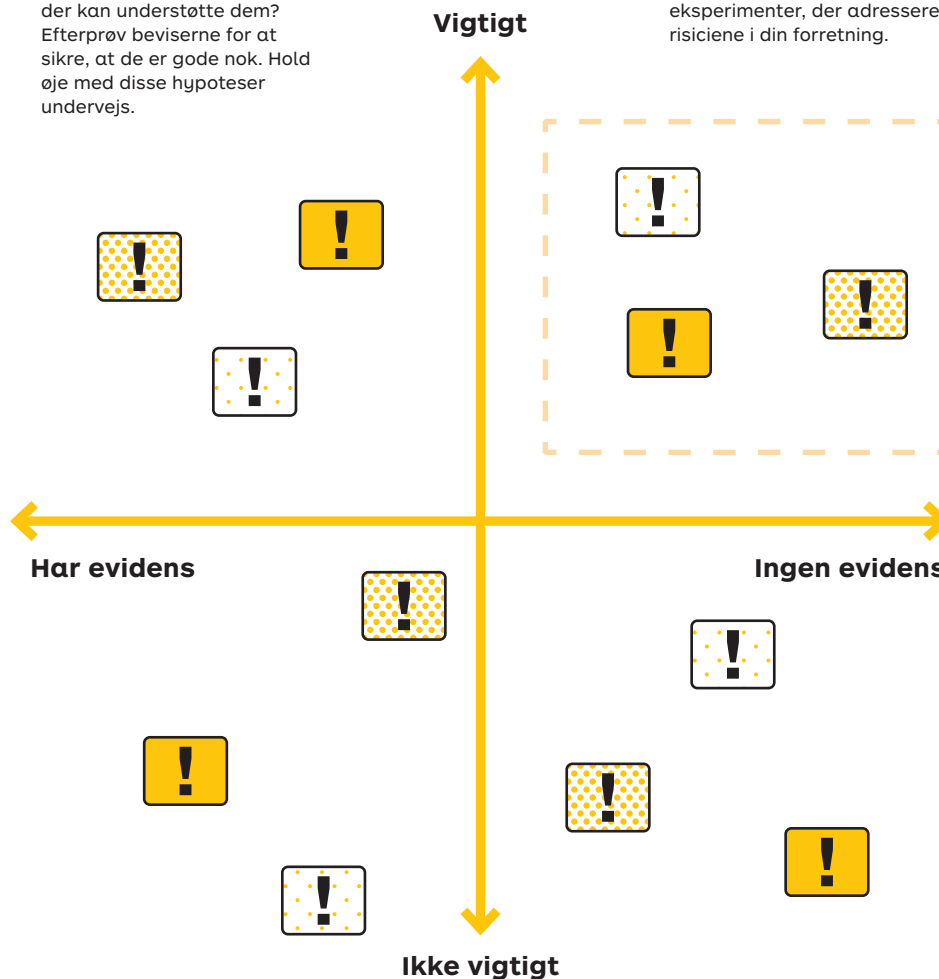 der kan understøtte dem?
Efterprøv beviserne for at
sikre, at de er gode nok. Hold
øje med disse hypoteser
undervejs.
Vigtigt
eksperimenter, der adressere
risiciene i din forretning.
!
!
!
!
!
!
Har evidens
Ingen evidens
!
!
!
!
!
!
Ikke vigtigt